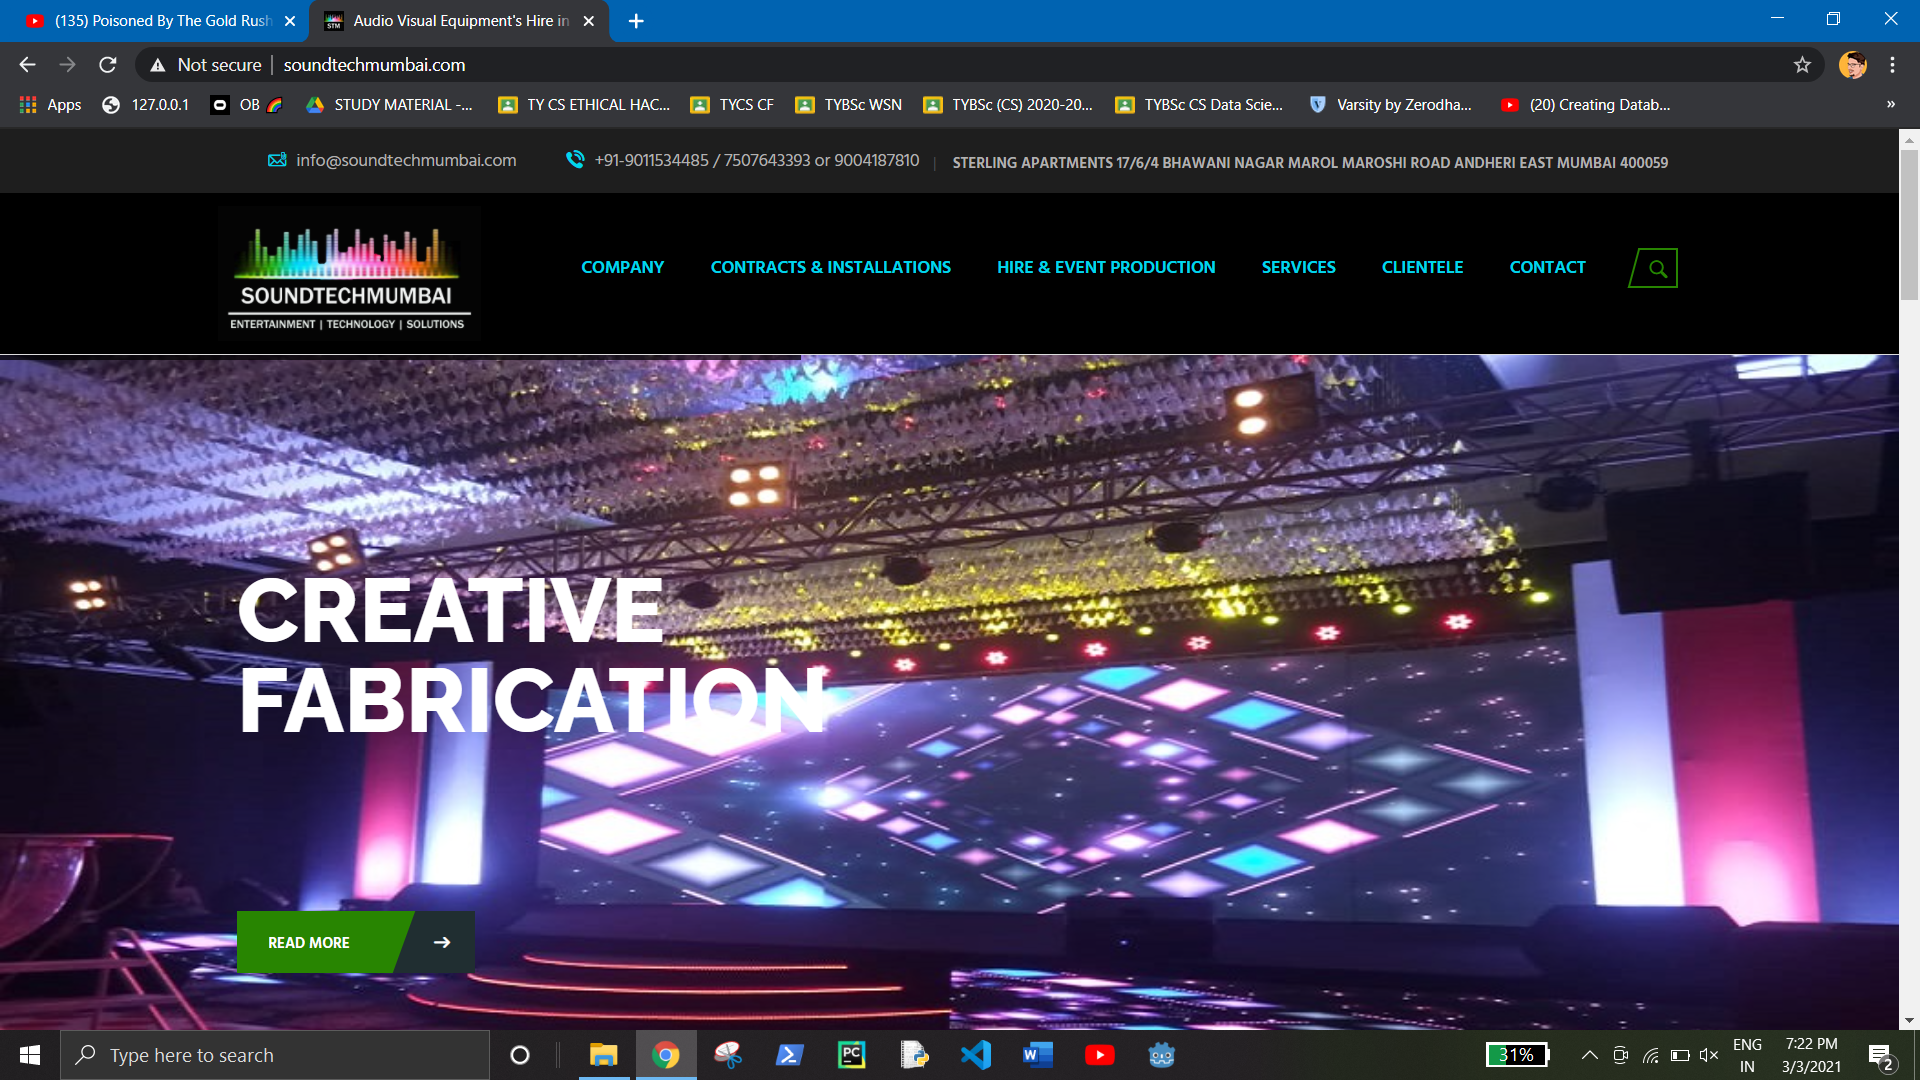 (135) Poisoned By The Gold Rush
Audio Visual Equipment's Hire in
Not secure
soundtechmumbai.com
Apps
127.0.0.1
OB
STUDY MATERIAL -...
TY CS ETHICAL HAC...
TYCS CF
TYBSc WSN
TYBSc (CS) 2020-20...
TYBSc CS Data Scie...
Varsity by Zerodha...
(20) Creating Datab...
»
info@soundtechmumbai.com
+91-9011534485 / 7507643393 or 9004187810
STERLING APARTMENTS 17/6/4 BHAWANI NAGAR MAROL MAROSHI ROAD ANDHERI EAST MUMBAI 400059
SOUNDTECHMUMBAI
ENTERTAINMENT | TECHNOLOGY | SOLUTIONS
COMPANY
CONTRACTS & INSTALLATIONS
HIRE & EVENT PRODUCTION
SERVICES
CLIENTELE
CONTACT
CREATIVE
FABRICATION
READ MORE
Type here to search
31%
ENG
IN
7:22 PM
3/3/2021
2